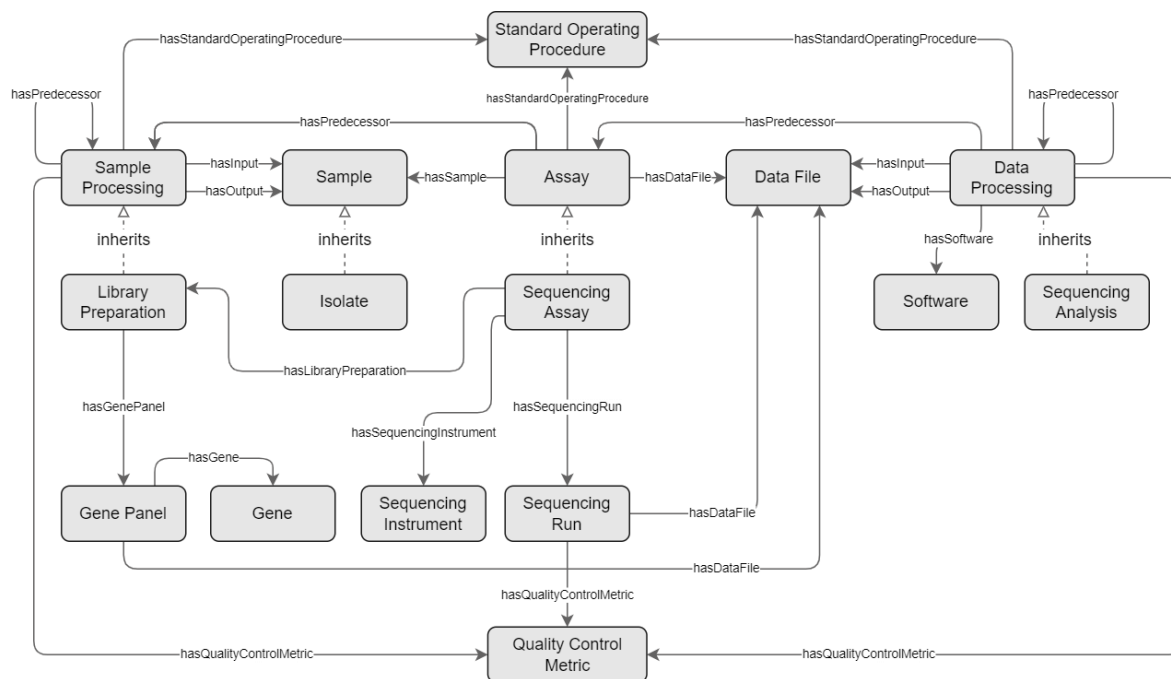 Standard Operating
Procedure
hasStandardOperatingProcedure
hasStandardOperatingProcedure
hasStandardOperatingProcedure
hasPredecessor
hasPredecessor
hasPredecessor
hasPredecessor
Sample
Processing
hasInput
hasOutput
Sample
hasSample
Assay
hasDataFile
Data File
hasInput
hasOutput
Data
Processing
inherits
inherits
inherits
hasSoftware
inherits
Library
Preparation
Isolate
Sequencing
Assay
Software
Sequencing
Analysis
hasLibraryPreparation
hasGenePanel
hasSequencingRun
hasSequencingInstrument
hasGene
Gene Panel
Gene
Sequencing
Instrument
Sequencing
Run
hasDataFile
hasDataFile
hasQualityControlMetric
Quality Control
Metric
hasQualityControlMetric
hasQualityControlMetric